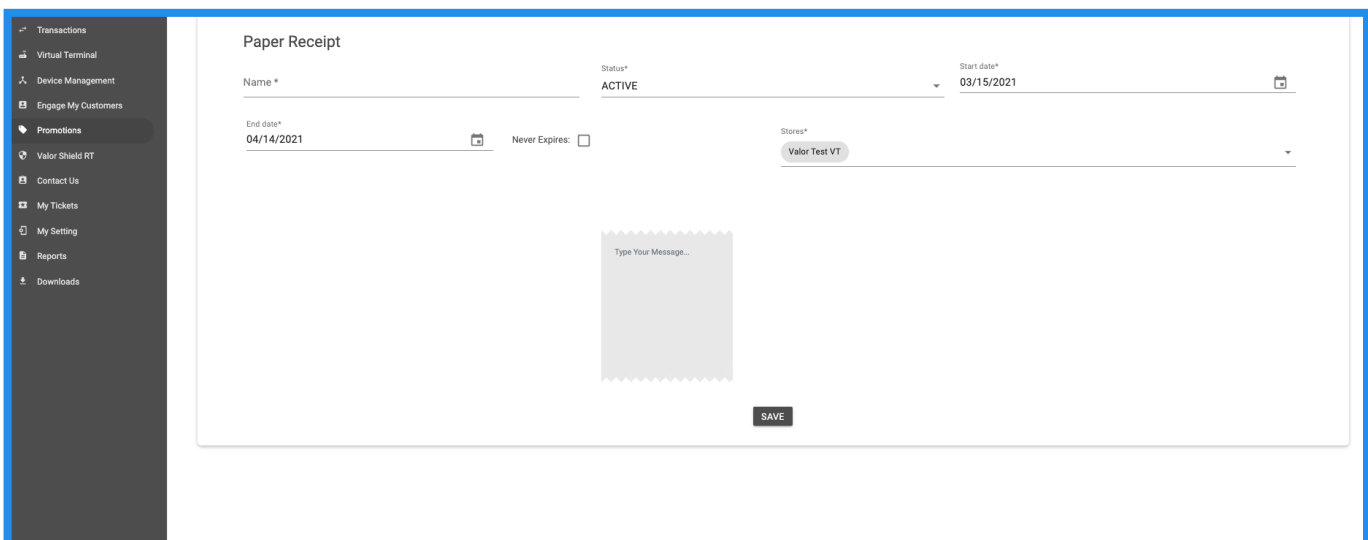 Transactions
Virtual Terminal
Device Management
Engage My Customers
Promotions
Valor Shield RT
Contact Us
My Tickets
My Setting
Reports
Downloads
Paper Receipt
Name *
Status*
ACTIVE
Start date*
03/15/2021
End date*
04/14/2021
Never Expires:
Stores*
Valor Test VT
Type Your Message...
SAVE